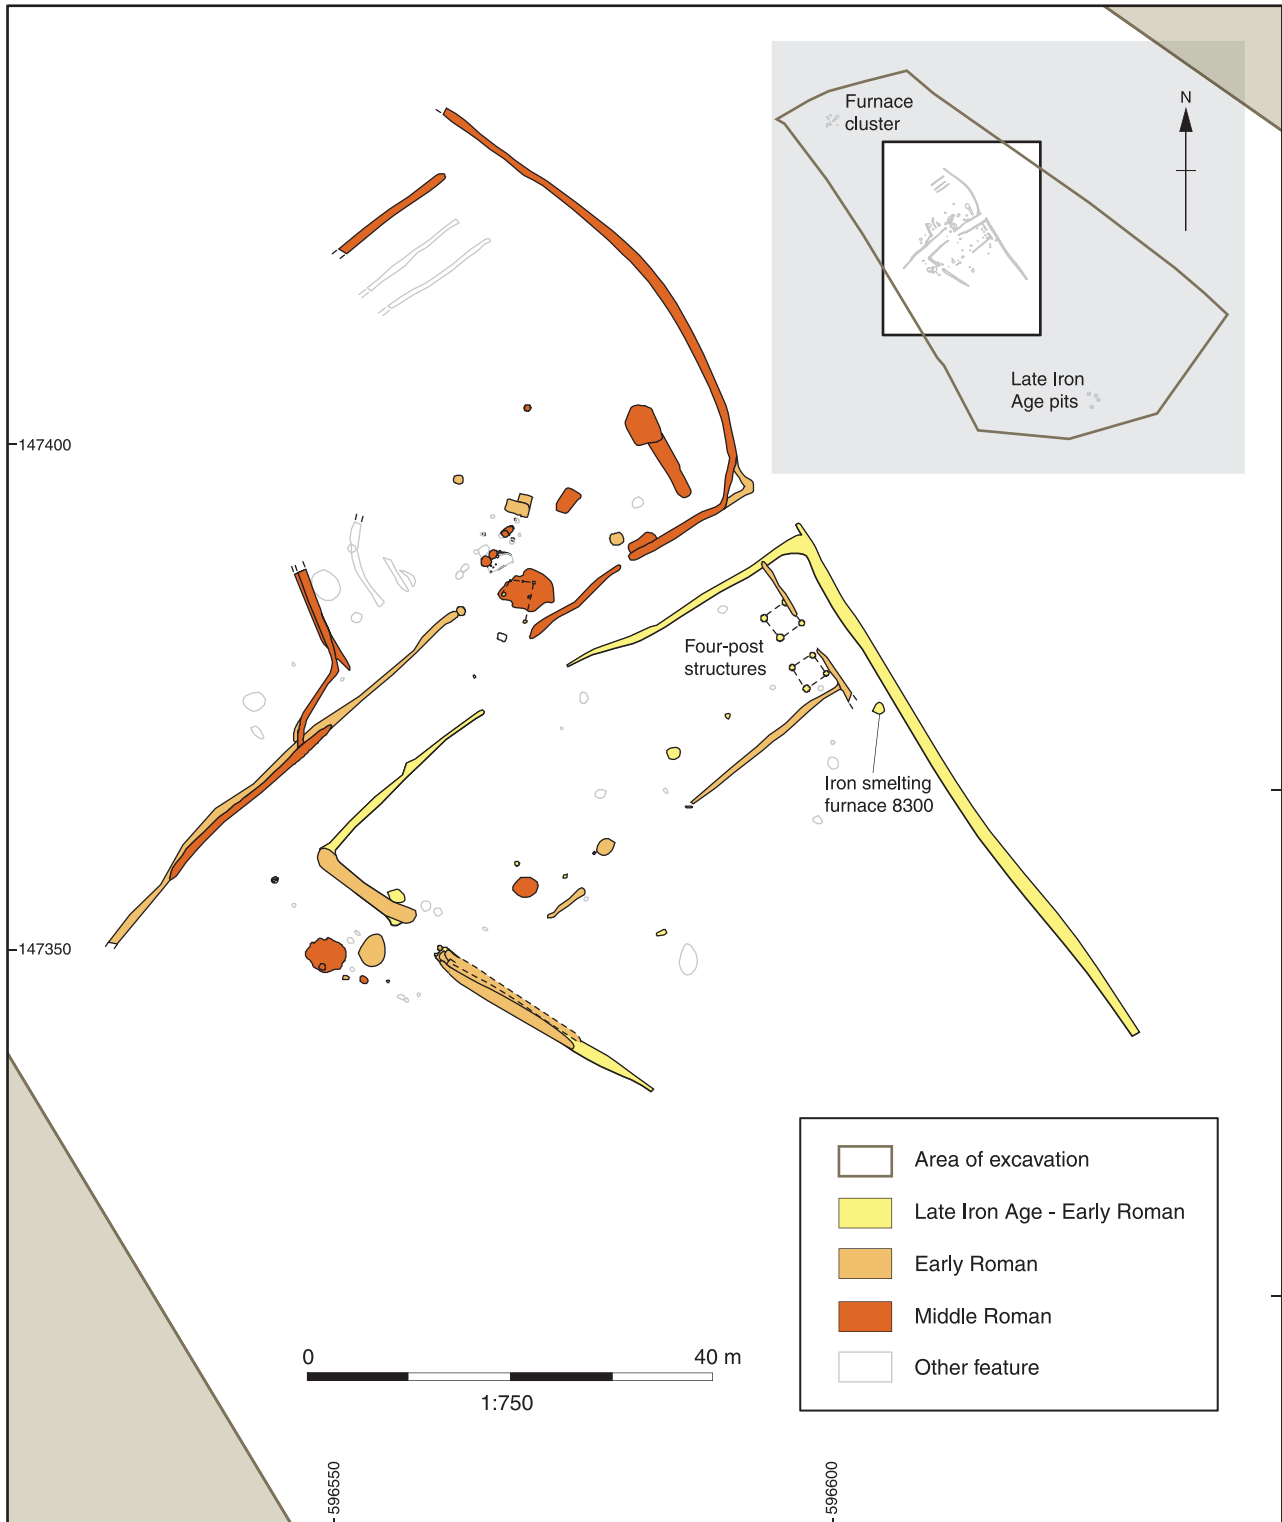 Furnace
cluster
N
Late Iron
Age pits
147400
Four-post
structures
Iron smelting
furnace 8300
147350
Area of excavation
Late Iron Age - Early Roman
Early Roman
Middle Roman
Other feature
0 40 m
1:750
596550
596600